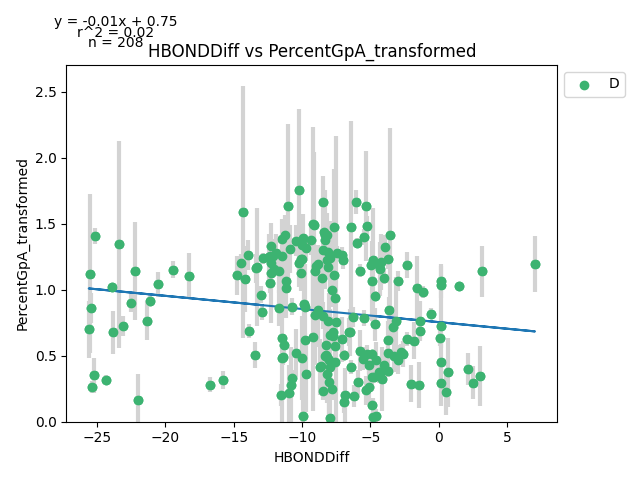 y = -0.01x + 0.75
r^2 = 0.02
n = 208
HBONDDiff vs PercentGpA_transformed
D
2.5
2.0
1.5
1.0
0.5
0.0
PercentGpA_transformed
−25
−20
−15
−10
−5
0
5
HBONDDiff